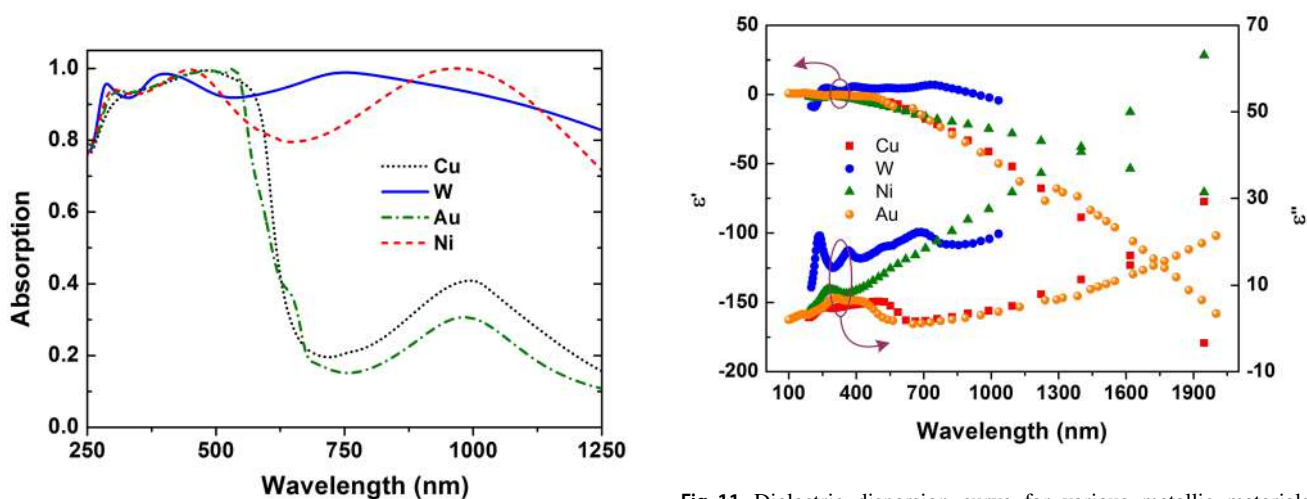 1.0
0.8
0.6
0.4
0.2
0.0
Absorption
Cu
W
Au
Ni
250 500 750 1000 1250
Wavelength (nm)
50
0
-50
-100
-150
-200
ε'
Cu
W
Ni
Au
70
50
30
10
-10
ε"
100 400 700 1000 1300 1600 1900
Wavelength (nm)
Fig. 11. Dielectric dispersion curve for various metallic materials